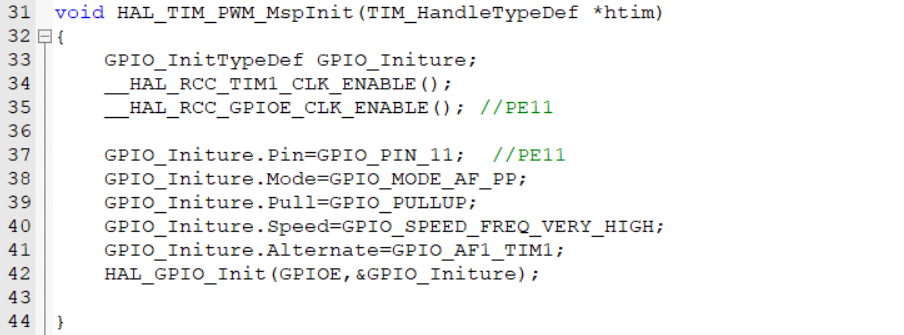 31 void HAL_TIM_PWM_MspInit(TIM_HandleTypeDef *htim)
32 {
33 GPIO_InitTypeDef GPIO_Initure;
34 __HAL_RCC_TIM1_CLK_ENABLE();
35 __HAL_RCC_GPIOE_CLK_ENABLE(); //PE11
36
37 GPIO_Initure.Pin=GPIO_PIN_11; //PE11
38 GPIO_Initure.Mode=GPIO_MODE_AF_PP;
39 GPIO_Initure.Pull=GPIO_PULLUP;
40 GPIO_Initure.Speed=GPIO_SPEED_FREQ_VERY_HIGH;
41 GPIO_Initure.Alternate=GPIO_AF1_TIM1;
42 HAL_GPIO_Init(GPIOE,&GPIO_Initure);
43
44 }